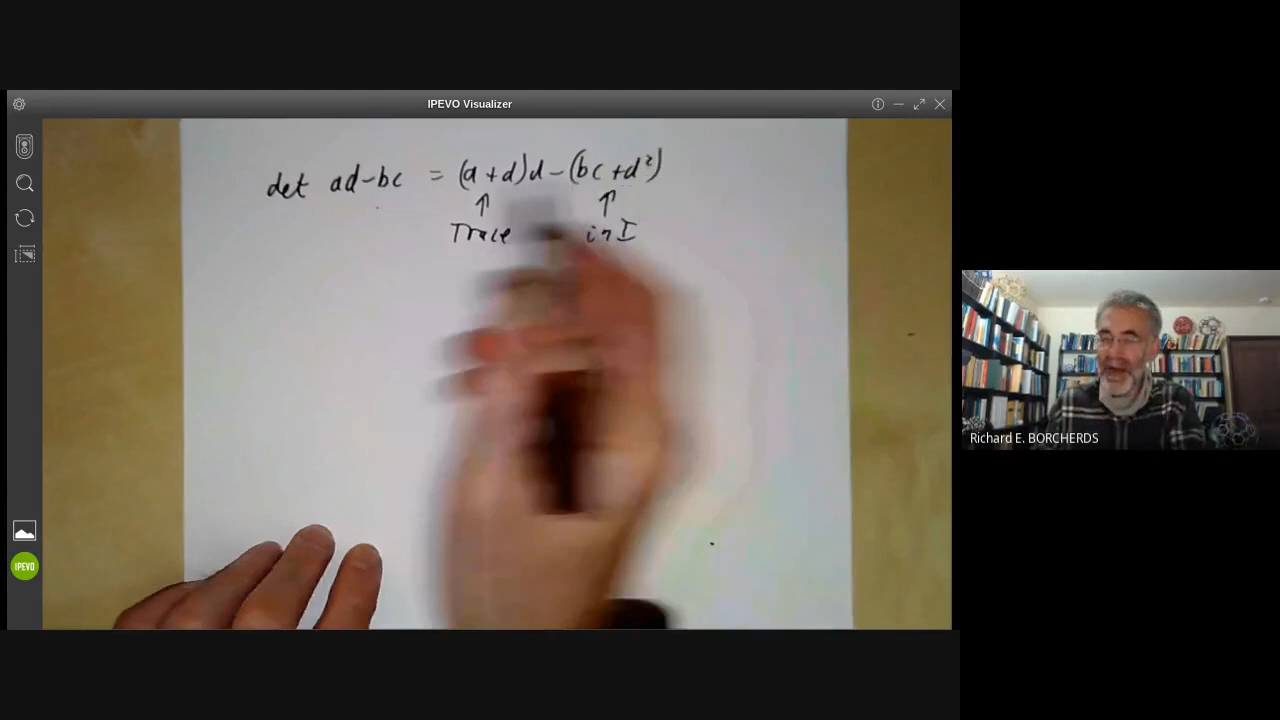 IPEVO Visualizer
det ad-bc = (a+d)d-(bc+d²)
↑ ↑
Trace in I
Richard E. BORCHERDS
IPEVO